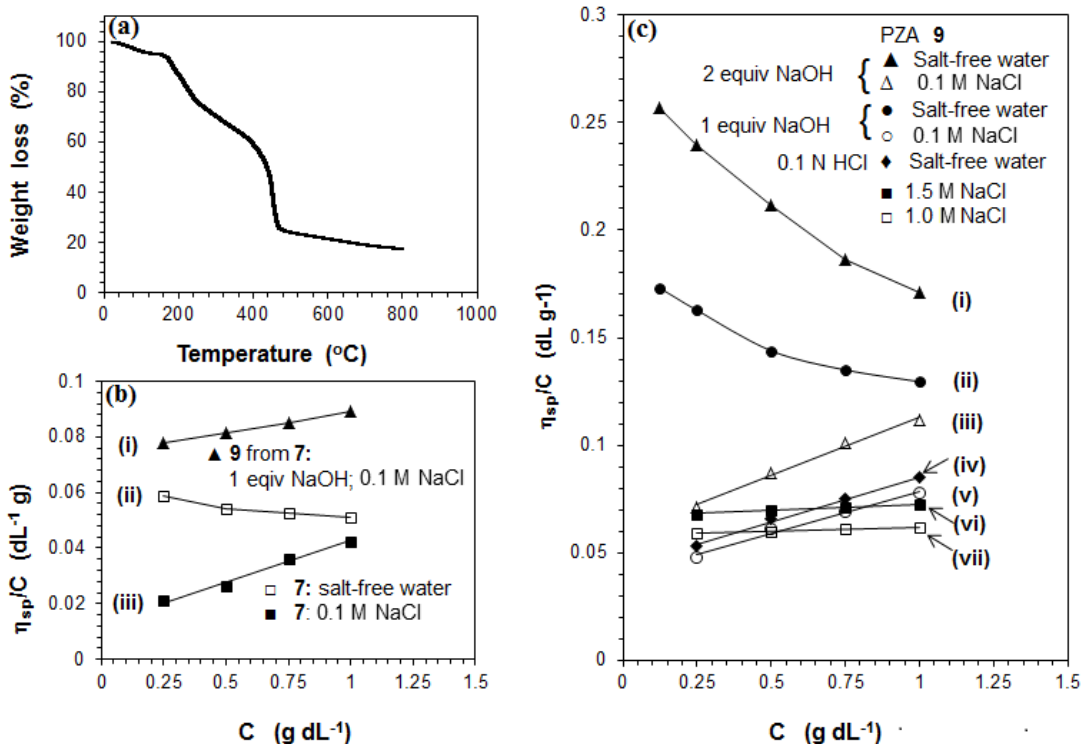 (a)
100
80
60
40
20
0
Weight loss (%)
0 200 400 600 800 1000
Temperature (°C)
(b)
0.1
0.08
0.06
0.04
0.02
0
ηsp/C (dL⁻¹ g)
(i)
▲ 9 from 7:
1 eqiv NaOH; 0.1 M NaCl
(ii)
(iii)
□ 7: salt-free water
■ 7: 0.1 M NaCl
0 0.25 0.5 0.75 1 1.25 1.5
C (g dL⁻¹)
(c)
0.3
0.25
0.2
0.15
0.1
0.05
0
ηsp/C (dL g-1)
PZA 9
2 equiv NaOH { ▲ Salt-free water
△ 0.1 M NaCl
1 equiv NaOH { ● Salt-free water
○ 0.1 M NaCl
0.1 N HCl ◆ Salt-free water
■ 1.5 M NaCl
□ 1.0 M NaCl
(i)
(ii)
(iii)
(iv)
(v)
(vi)
(vii)
0 0.25 0.5 0.75 1 1.25 1.5
C (g dL⁻¹)